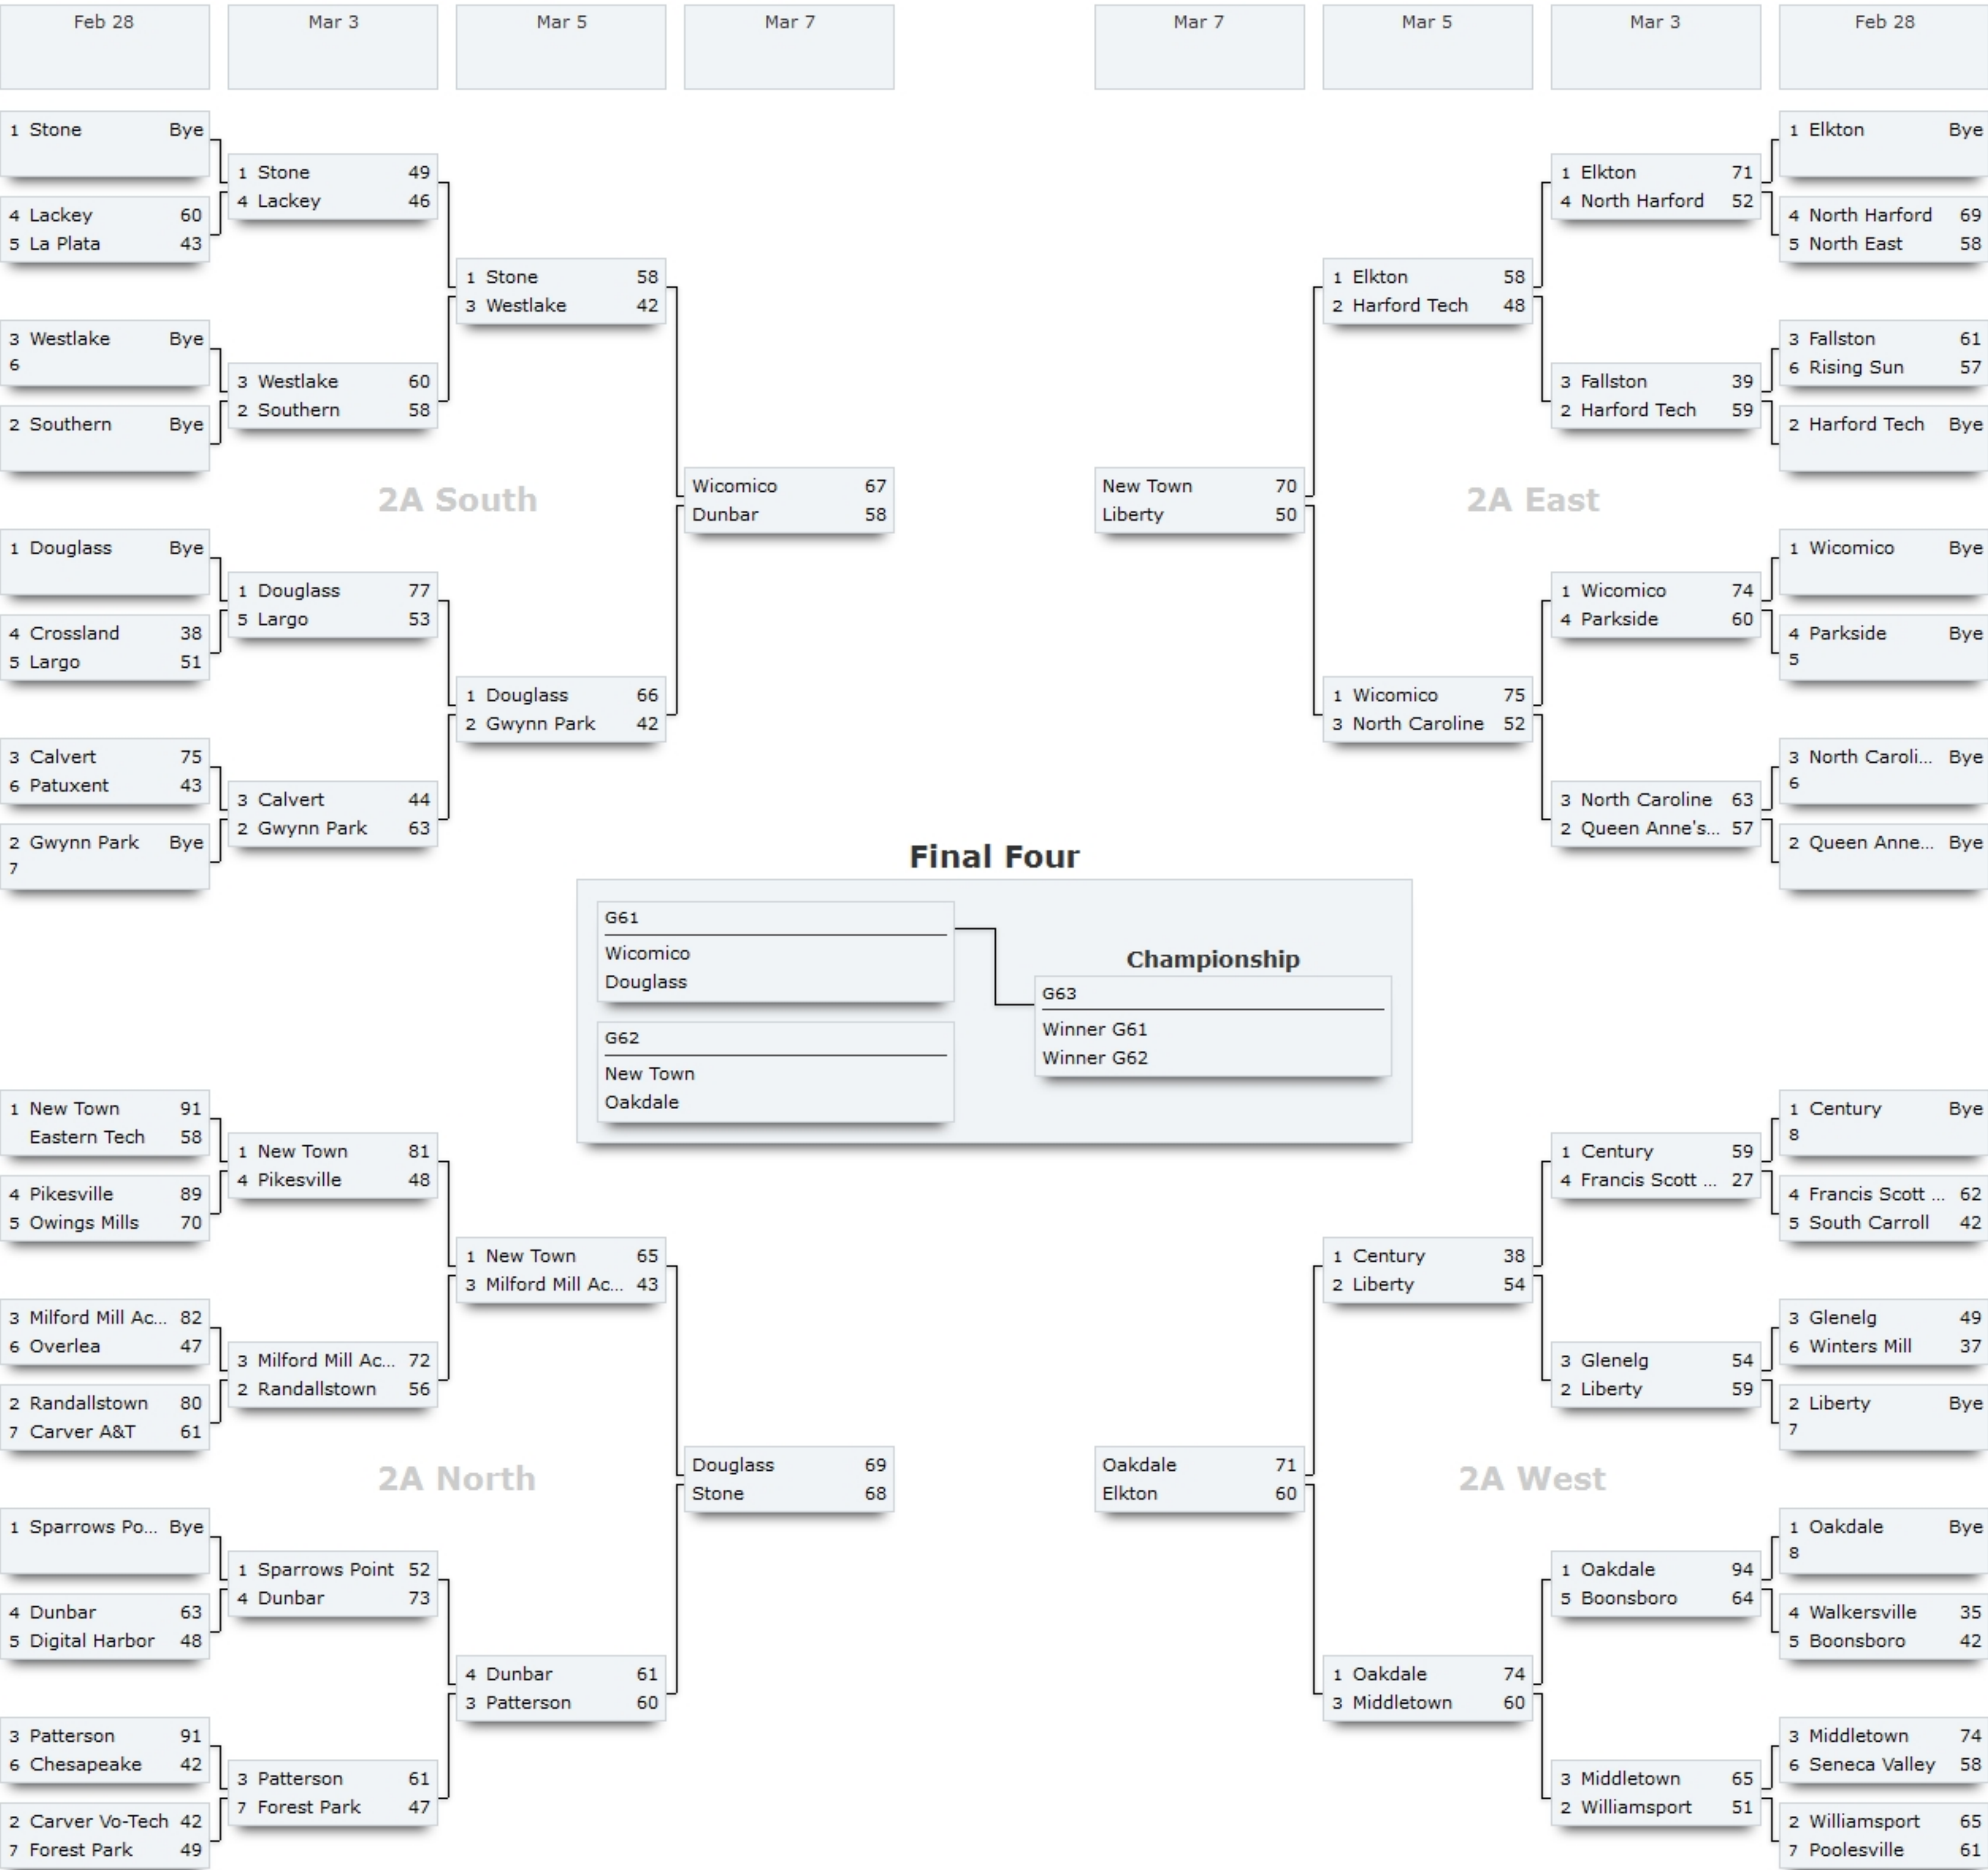 Feb 28
Mar 3
Mar 5
Mar 7
Mar 7
Mar 5
Mar 3
Feb 28
1 Stone Bye
4 Lackey 60
5 La Plata 43
3 Westlake Bye
6
2 Southern Bye
1 Stone 49
4 Lackey 46
3 Westlake 60
2 Southern 58
1 Stone 58
3 Westlake 42
2A South
Wicomico 67
Dunbar 58
1 Douglass Bye
4 Crossland 38
5 Largo 51
3 Calvert 75
6 Patuxent 43
2 Gwynn Park Bye
7
1 Douglass 77
5 Largo 53
3 Calvert 44
2 Gwynn Park 63
1 Douglass 66
2 Gwynn Park 42
New Town 70
Liberty 50
1 Elkton 58
2 Harford Tech 48
1 Elkton 71
4 North Harford 52
3 Fallston 39
2 Harford Tech 59
1 Elkton Bye
4 North Harford 69
5 North East 58
3 Fallston 61
6 Rising Sun 57
2 Harford Tech Bye
2A East
1 Wicomico 75
3 North Caroline 52
1 Wicomico 74
4 Parkside 60
3 North Caroline 63
2 Queen Anne's... 57
1 Wicomico Bye
4 Parkside Bye
5
3 North Caroli... Bye
6
2 Queen Anne... Bye
Final Four
G61
Wicomico
Douglass
G62
New Town
Oakdale
Championship
G63
Winner G61
Winner G62
1 New Town 91
Eastern Tech 58
4 Pikesville 89
5 Owings Mills 70
3 Milford Mill Ac... 82
6 Overlea 47
2 Randallstown 80
7 Carver A&T 61
1 New Town 81
4 Pikesville 48
3 Milford Mill Ac... 72
2 Randallstown 56
1 New Town 65
3 Milford Mill Ac... 43
2A North
Douglass 69
Stone 68
1 Sparrows Po... Bye
4 Dunbar 63
5 Digital Harbor 48
3 Patterson 91
6 Chesapeake 42
2 Carver Vo-Tech 42
7 Forest Park 49
1 Sparrows Point 52
4 Dunbar 73
3 Patterson 61
7 Forest Park 47
4 Dunbar 61
3 Patterson 60
Oakdale 71
Elkton 60
1 Century 38
2 Liberty 54
1 Century 59
4 Francis Scott ... 27
3 Glenelg 54
2 Liberty 59
1 Century Bye
8
4 Francis Scott ... 62
5 South Carroll 42
3 Glenelg 49
6 Winters Mill 37
2 Liberty Bye
7
2A West
1 Oakdale 74
3 Middletown 60
1 Oakdale 94
5 Boonsboro 64
3 Middletown 65
2 Williamsport 51
1 Oakdale Bye
8
4 Walkersville 35
5 Boonsboro 42
3 Middletown 74
6 Seneca Valley 58
2 Williamsport 65
7 Poolesville 61